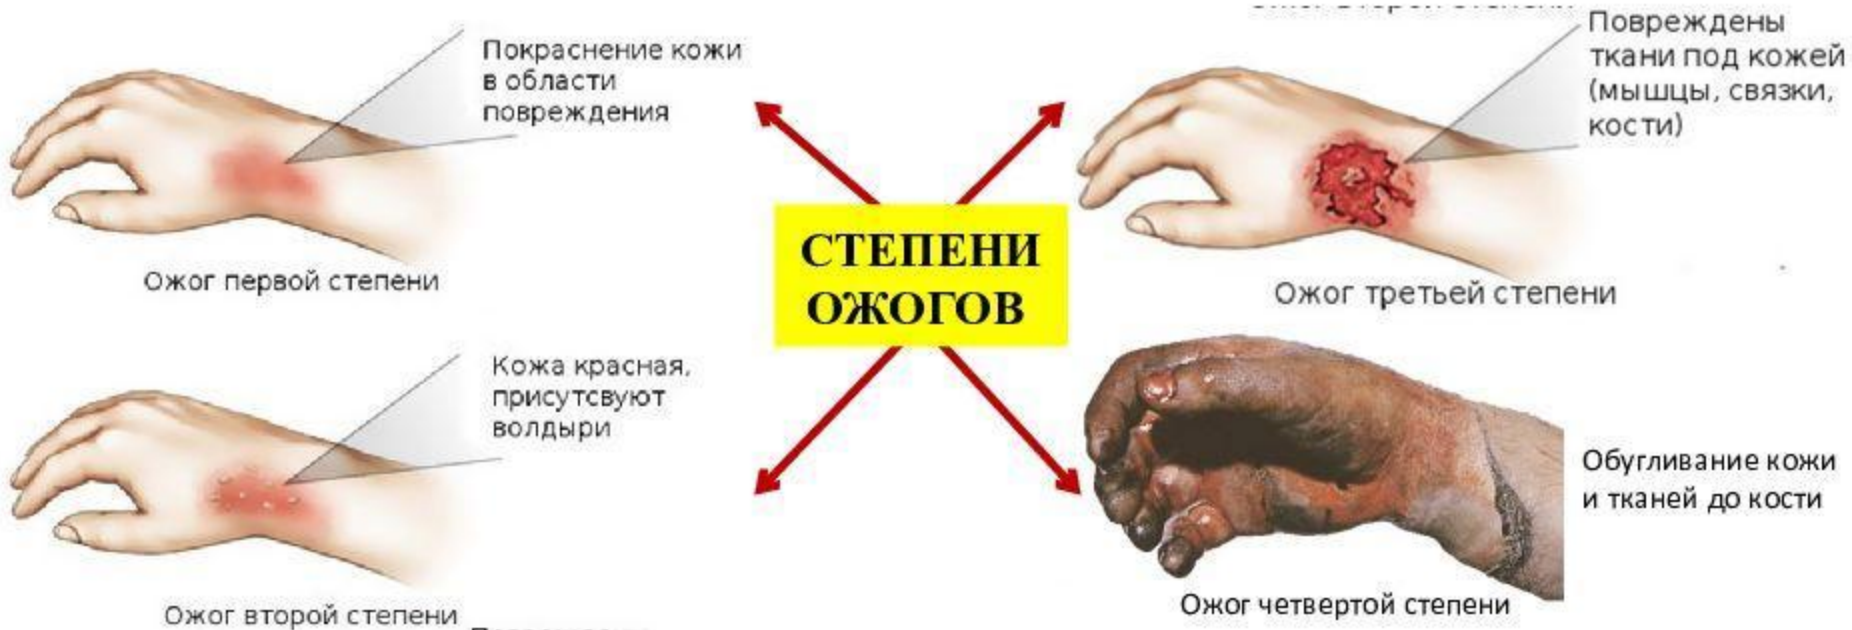 Покраснение кожи
в области
повреждения
Ожог первой степени
Повреждены
ткани под кожей
(мышцы, связки,
кости)
Ожог третьей степени
СТЕПЕНИ
ОЖОГОВ
Кожа красная,
присутсвуют
волдыри
Ожог второй степени
Обугливание кожи
и тканей до кости
Ожог четвертой степени